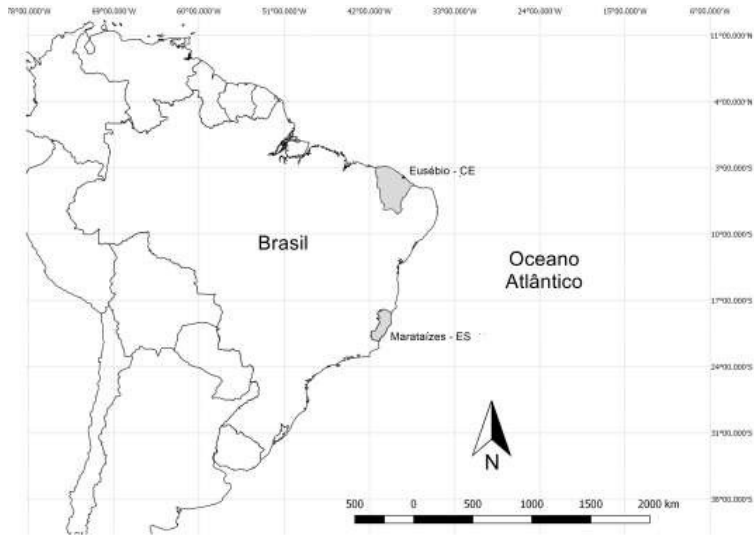 78°00.000'W 69°00.000'W 60°00.000'W 51°00.000'W 42°00.000'W 33°00.000'W 24°00.000'W 15°00.000'W 6°00.000'W
11°00.000'N
4°00.000'N
3°00.000'S
Eusébio - CE
10°00.000'S
Brasil
Oceano
Atlântico
17°00.000'S
Marataízes - ES
24°00.000'S
31°00.000'S
N
38°00.000'S
500 0 500 1000 1500 2000 km